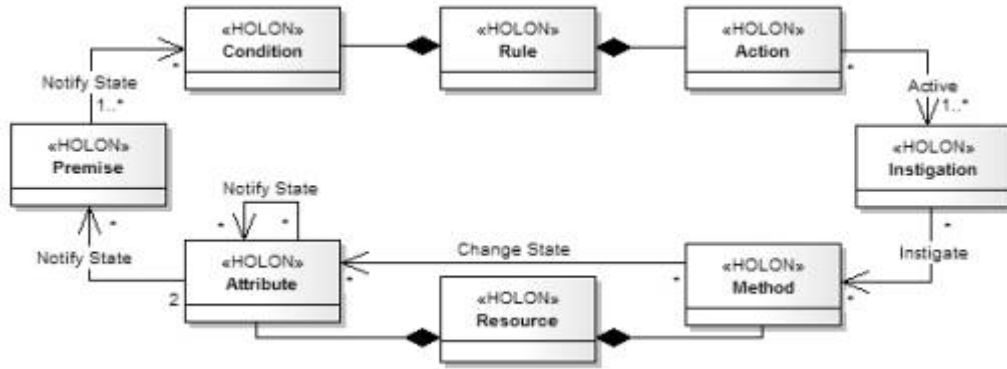 «HOLON»
Condition
«HOLON»
Rule
«HOLON»
Action
*
*
Notify State
1..*
Active
1..*
«HOLON»
Premise
«HOLON»
Instigation
*
Notify State
*
*
*
Notify State
Instigate
«HOLON»
Attribute
2
*
Change State
*
«HOLON»
Method
*
«HOLON»
Resource